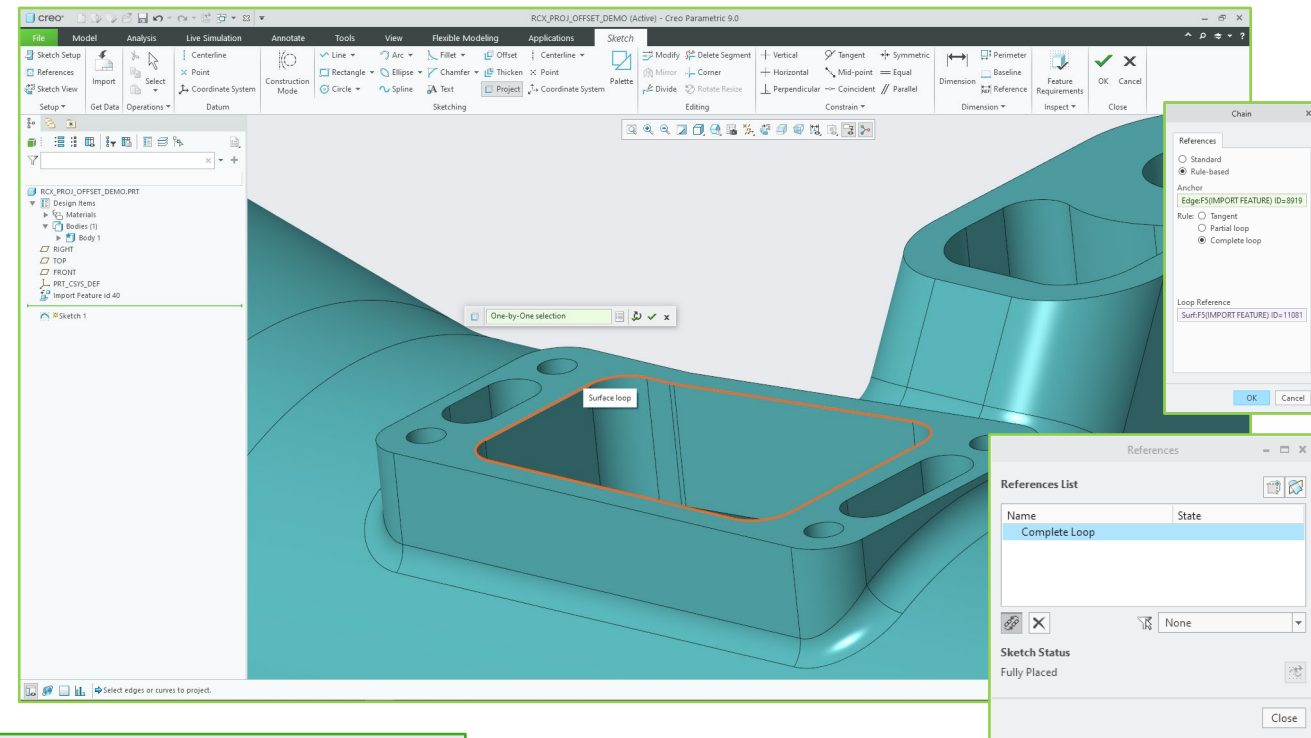 creo°
RCX_PROJ_OFFSET_DEMO (Active) - Creo Parametric 9.0
File Model Analysis Live Simulation Annotate Tools View Flexible Modeling Applications Sketch
Sketch Setup
References
Sketch View
Setup
Import
Get Data
Select
Operations
Centerline
Point
Coordinate System
Datum
Construction Mode
Line Arc Fillet Offset Centerline
Rectangle Ellipse Chamfer Thicken Point
Circle Spline Text Project Coordinate System
Sketching
Palette
Modify Delete Segment
Mirror Corner
Divide Rotate Resize
Editing
Vertical Tangent Symmetric
Horizontal Mid-point Equal
Perpendicular Coincident Parallel
Constrain
Dimension
Perimeter
Baseline
Reference
Dimension
Feature Requirements
Inspect
OK Cancel
Close
RCX_PROJ_OFFSET_DEMO.PRT
Design Items
Materials
Bodies (1)
Body 1
RIGHT
TOP
FRONT
PRT_CSYS_DEF
Import Feature id 40
Sketch 1
One-by-One selection
Surface loop
Select edges or curves to project.
Chain
References
Standard
Rule-based
Anchor
Edge:F5(IMPORT FEATURE) ID=8919
Rule: Tangent
Partial loop
Complete loop
Loop Reference
Surf:F5(IMPORT FEATURE) ID=11081
OK Cancel
References
References List
Name State
Complete Loop
None
Sketch Status
Fully Placed
Close